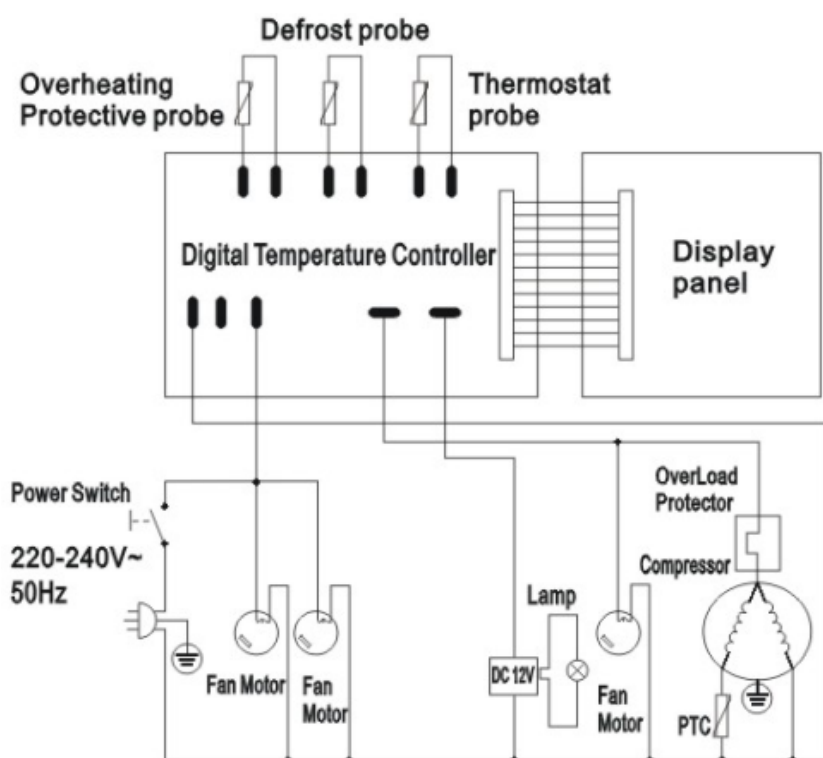 Defrost probe
Overheating
Protective probe
Thermostat
probe
Digital Temperature Controller
Display
panel
Power Switch
220-240V~
50Hz
OverLoad
Protector
Compressor
Lamp
Fan Motor
Fan
Motor
DC 12V
Fan
Motor
PTC